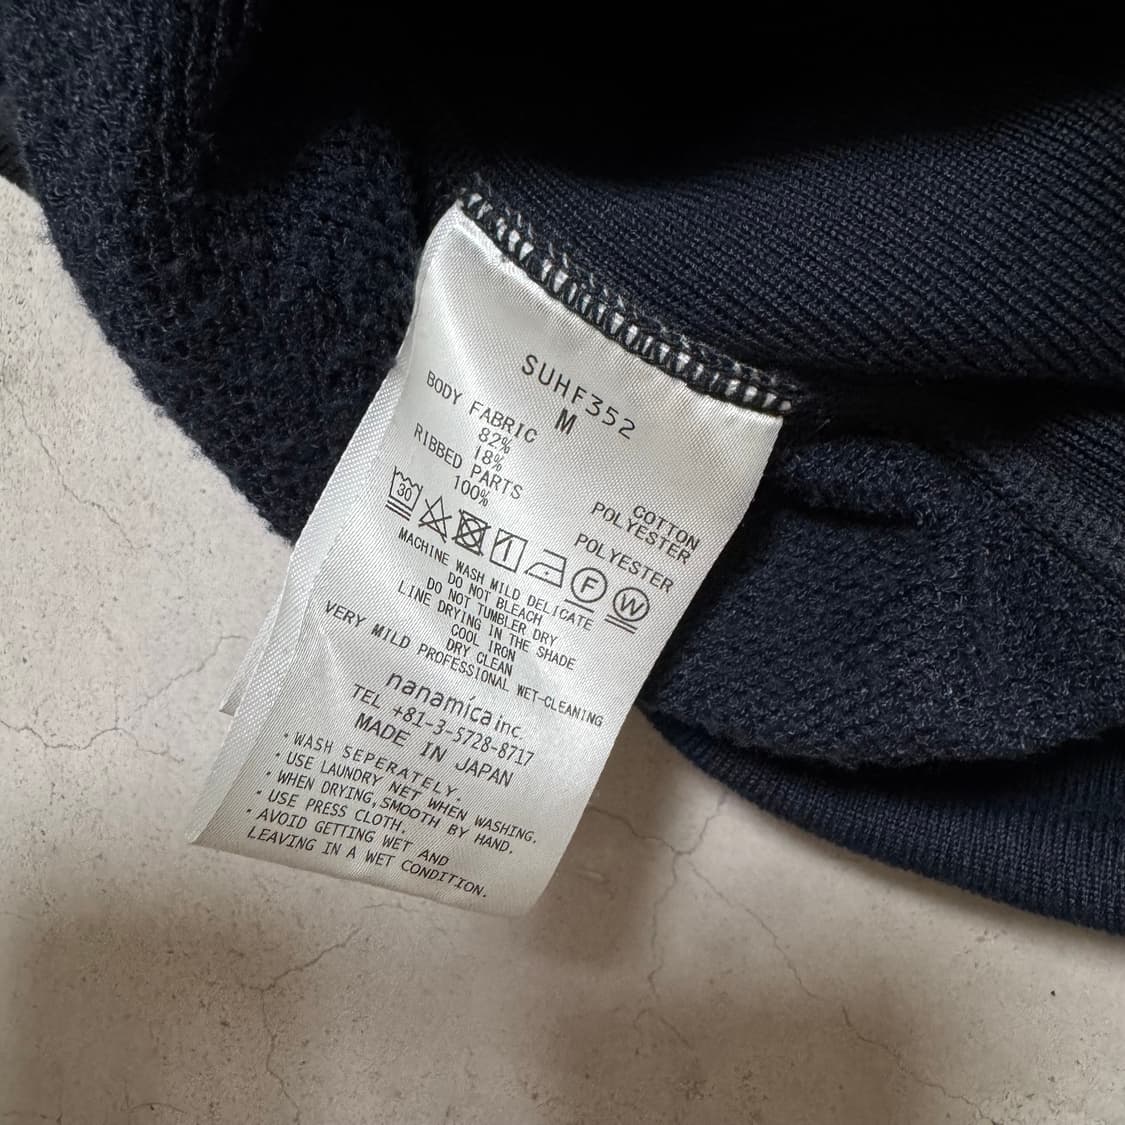 SUHF352
M
BODY FABRIC
82% COTTON
18% POLYESTER
RIBBED PARTS
100% POLYESTER
30 F W
MACHINE WASH MILD DELICATE
DO NOT BLEACH
DO NOT TUMBLER DRY
LINE DRYING IN THE SHADE
COOL IRON
DRY CLEAN
VERY MILD PROFESSIONAL WET-CLEANING
nanamica inc.
TEL +81-3-5728-8717
MADE IN JAPAN
・WASH SEPERATELY.
・USE LAUNDRY NET WHEN WASHING.
・WHEN DRYING,SMOOTH BY HAND.
・USE PRESS CLOTH.
・AVOID GETTING WET AND
LEAVING IN A WET CONDITION.